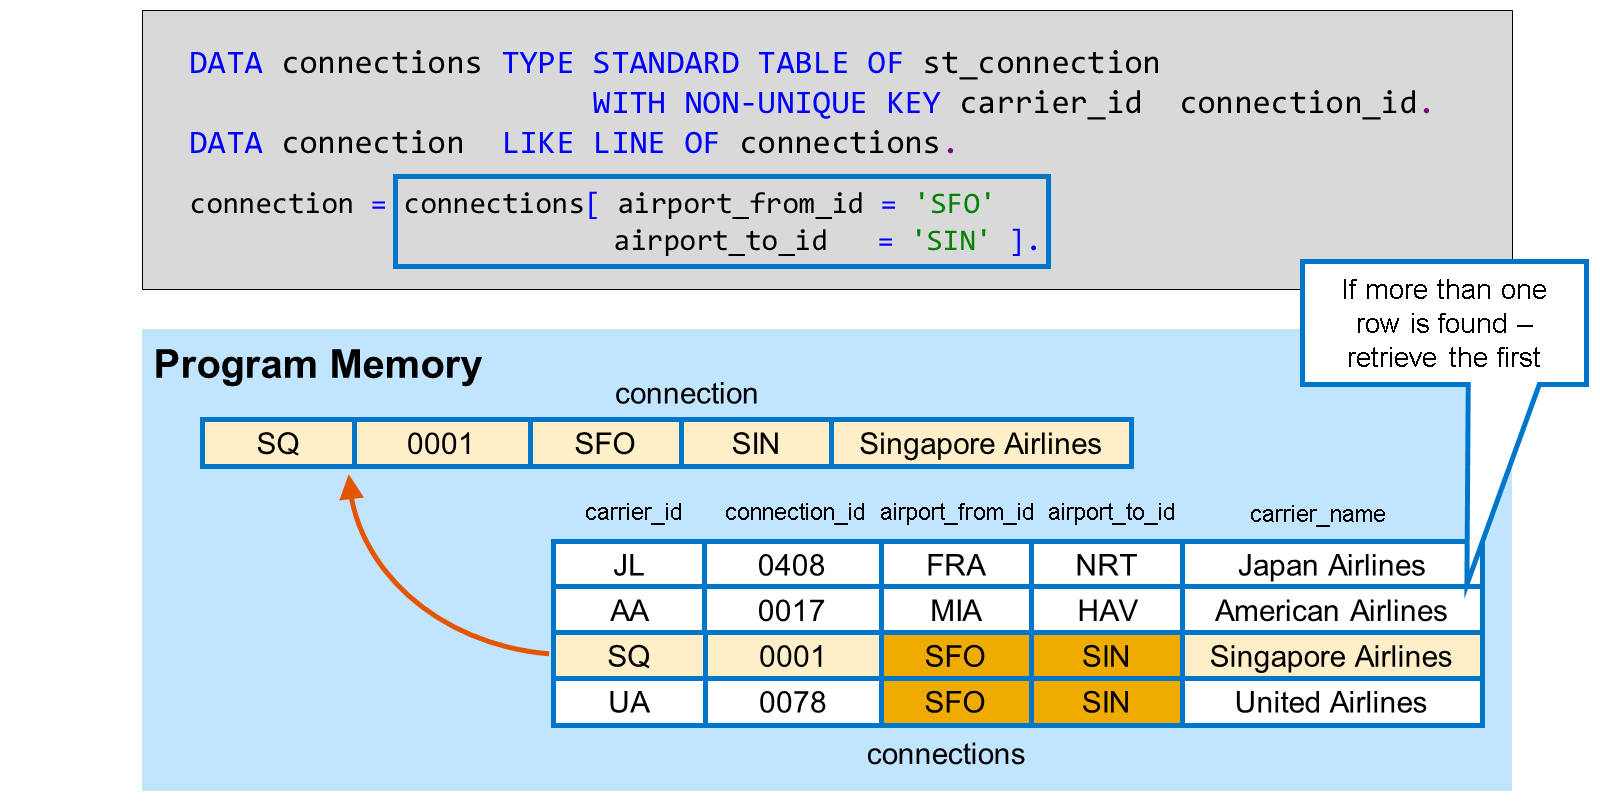 DATA connections TYPE STANDARD TABLE OF st_connection
WITH NON-UNIQUE KEY carrier_id connection_id.
DATA connection LIKE LINE OF connections.
connection = connections[ airport_from_id = 'SFO'
airport_to_id = 'SIN' ].
If more than one
row is found –
retrieve the first
Program Memory
connection
SQ 0001 SFO SIN Singapore Airlines
carrier_id connection_id airport_from_id airport_to_id carrier_name
JL 0408 FRA NRT Japan Airlines
AA 0017 MIA HAV American Airlines
SQ 0001 SFO SIN Singapore Airlines
UA 0078 SFO SIN United Airlines
connections